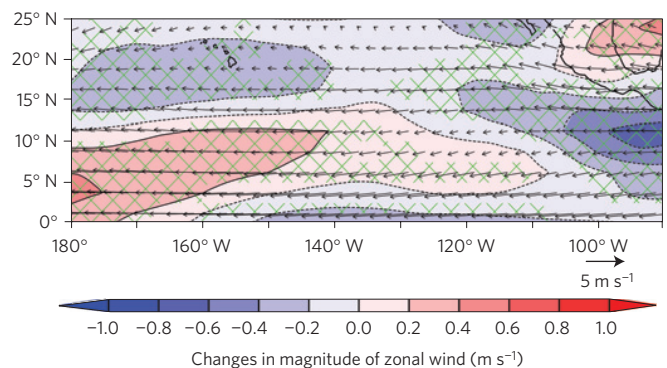 25° N
20° N
15° N
10° N
5° N
0°
180° 160° W 140° W 120° W 100° W
5 m s⁻¹
−1.0 −0.8 −0.6 −0.4 −0.2 0.0 0.2 0.4 0.6 0.8 1.0
Changes in magnitude of zonal wind (m s⁻¹)